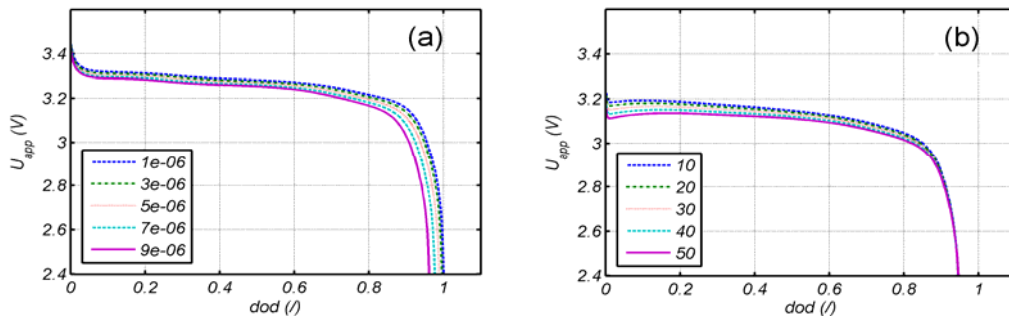 (a)
U_app (V)
3.4
3.2
3
2.8
2.6
2.4
1e-06
3e-06
5e-06
7e-06
9e-06
0 0.2 0.4 0.6 0.8 1
dod (/)
(b)
U_app (V)
3.4
3.2
3
2.8
2.6
2.4
10
20
30
40
50
0 0.2 0.4 0.6 0.8 1
dod (/)